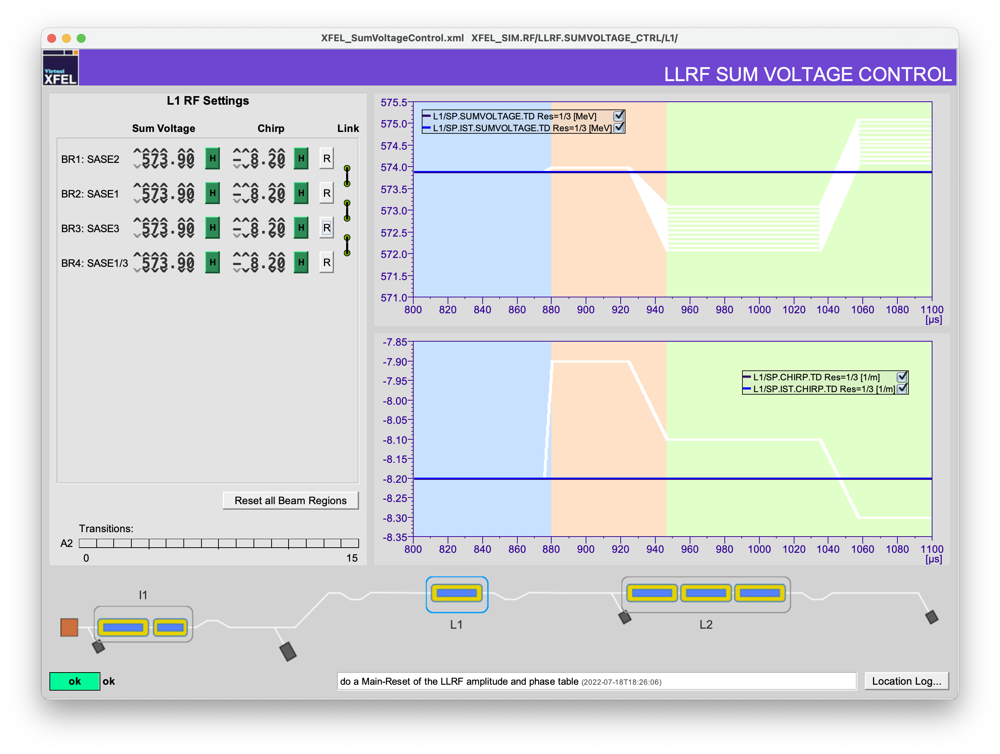 XFEL_SumVoltageControl.xml XFEL_SIM.RF/LLRF.SUMVOLTAGE_CTRL/L1/
Virtual
XFEL
LLRF SUM VOLTAGE CONTROL
L1 RF Settings
Sum Voltage Chirp Link
BR1: SASE2 573.90 H -8.20 H R
BR2: SASE1 573.90 H -8.20 H R
BR3: SASE3 573.90 H -8.20 H R
BR4: SASE1/3 573.90 H -8.20 H R
Reset all Beam Regions
Transitions:
A2
0 15
575.5
575.0
574.5
574.0
573.5
573.0
572.5
572.0
571.5
571.0
L1/SP.SUMVOLTAGE.TD Res=1/3 [MeV]
L1/SP.IST.SUMVOLTAGE.TD Res=1/3 [MeV]
800 820 840 860 880 900 920 940 960 980 1000 1020 1040 1060 1080 1100
[µs]
-7.85
-7.90
-7.95
-8.00
-8.05
-8.10
-8.15
-8.20
-8.25
-8.30
-8.35
L1/SP.CHIRP.TD Res=1/3 [1/m]
L1/SP.IST.CHIRP.TD Res=1/3 [1/m]
800 820 840 860 880 900 920 940 960 980 1000 1020 1040 1060 1080 1100
[µs]
I1
L1
L2
ok ok
do a Main-Reset of the LLRF amplitude and phase table (2022-07-18T18:26:06)
Location Log...